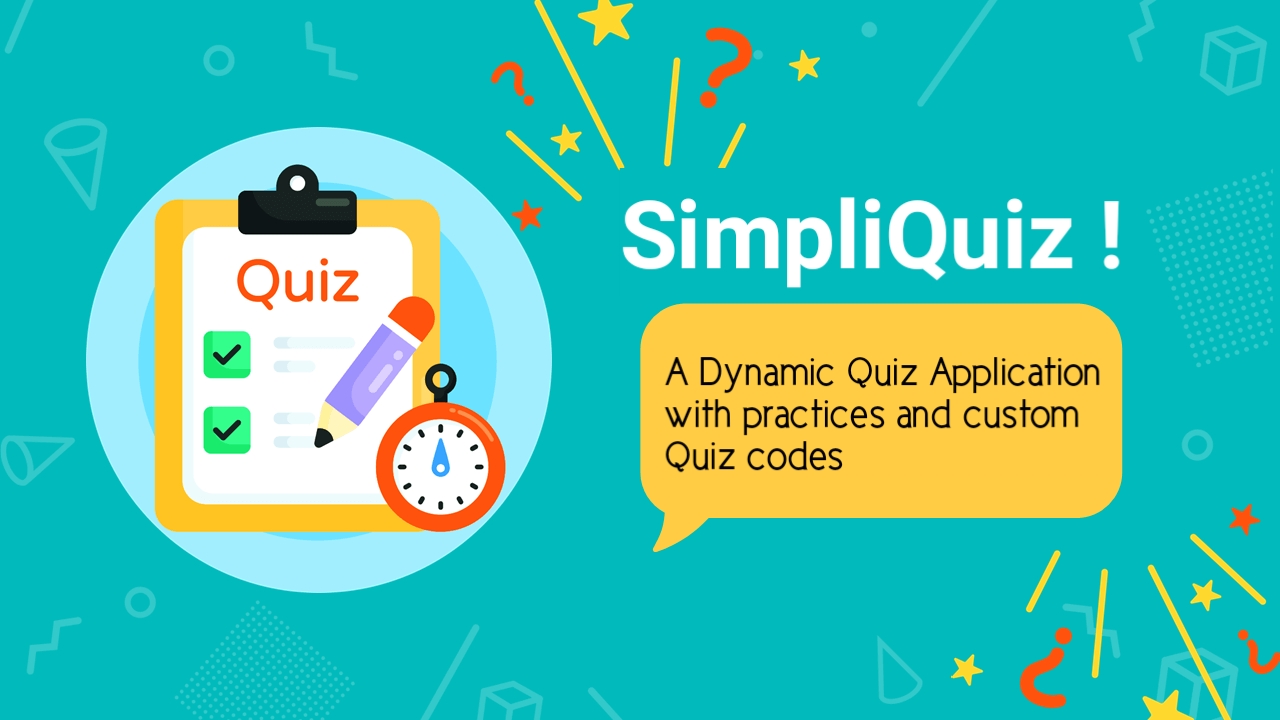 Quiz
SimpliQuiz !
A Dynamic Quiz Application
with practices and custom
Quiz codes